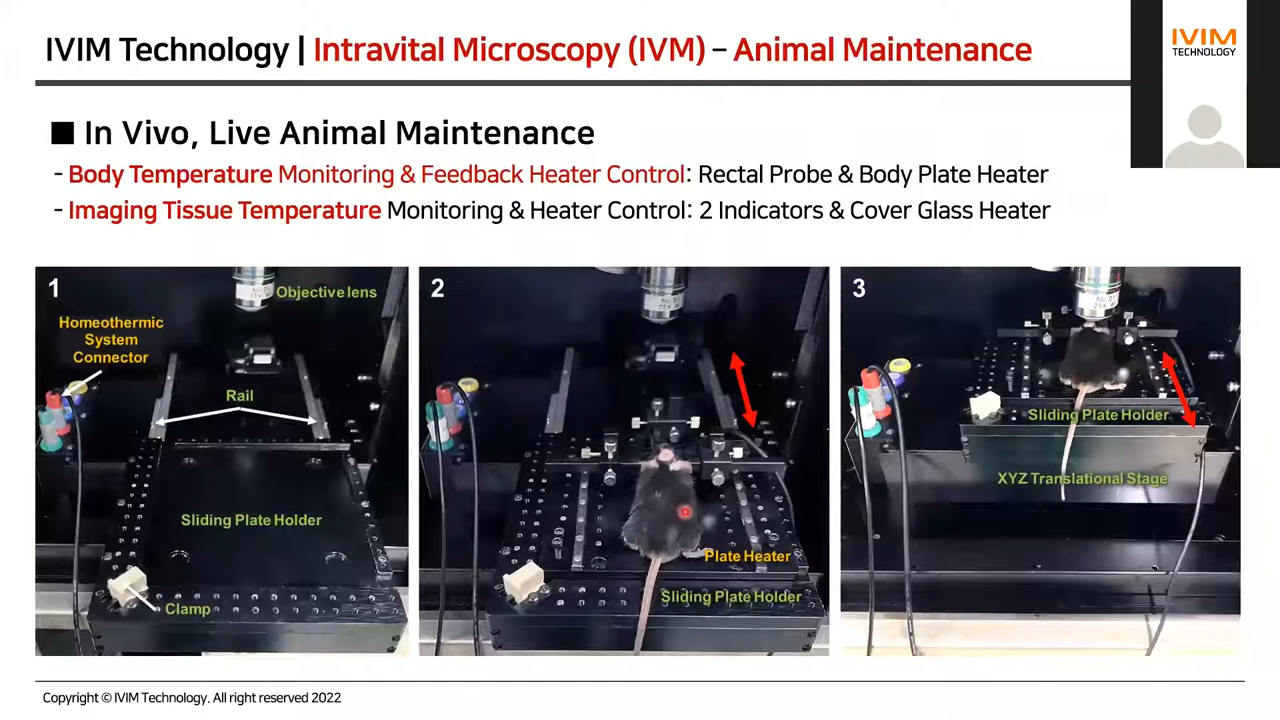 IVIM Technology | Intravital Microscopy (IVM) – Animal Maintenance
IVIM
TECHNOLOGY
■ In Vivo, Live Animal Maintenance
- Body Temperature Monitoring & Feedback Heater Control: Rectal Probe & Body Plate Heater
- Imaging Tissue Temperature Monitoring & Heater Control: 2 Indicators & Cover Glass Heater
1
Objective lens
Homeothermic
System
Connector
Rail
Sliding Plate Holder
Clamp
2
Plate Heater
Sliding Plate Holder
3
Sliding Plate Holder
XYZ Translational Stage
Copyright © IVIM Technology. All right reserved 2022